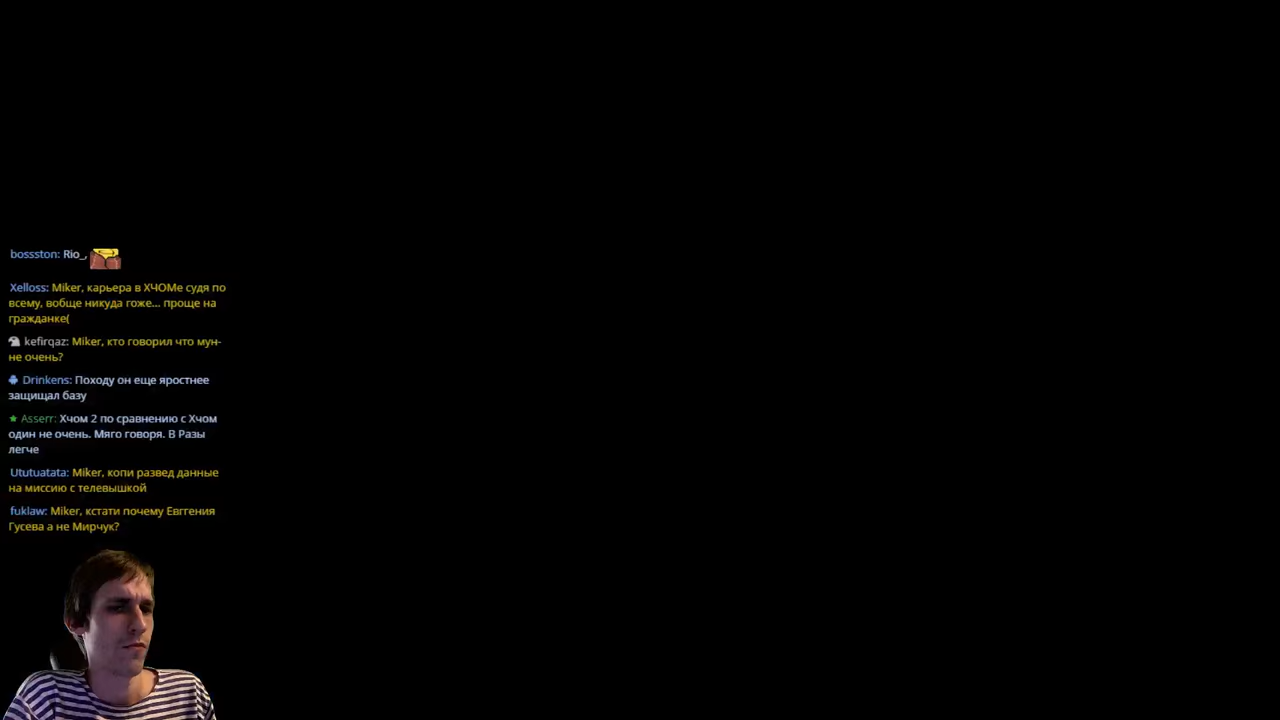 bossston: Rio_,
Xelloss: Miker, карьера в ХЧОМе судя по
всему, вобще никуда гоже... проще на
гражданке(
kefirqaz: Miker, кто говорил что мун-
не очень?
Drinkens: Походу он еще яростнее
защищал базу
Asserr: Хчом 2 по сравнению с Хчом
один не очень. Мяго говоря. В Разы
легче
Ututuatata: Miker, копи развед данные
на миссию с телевышкой
fuklaw: Miker, кстати почему Евггения
Гусева а не Мирчук?